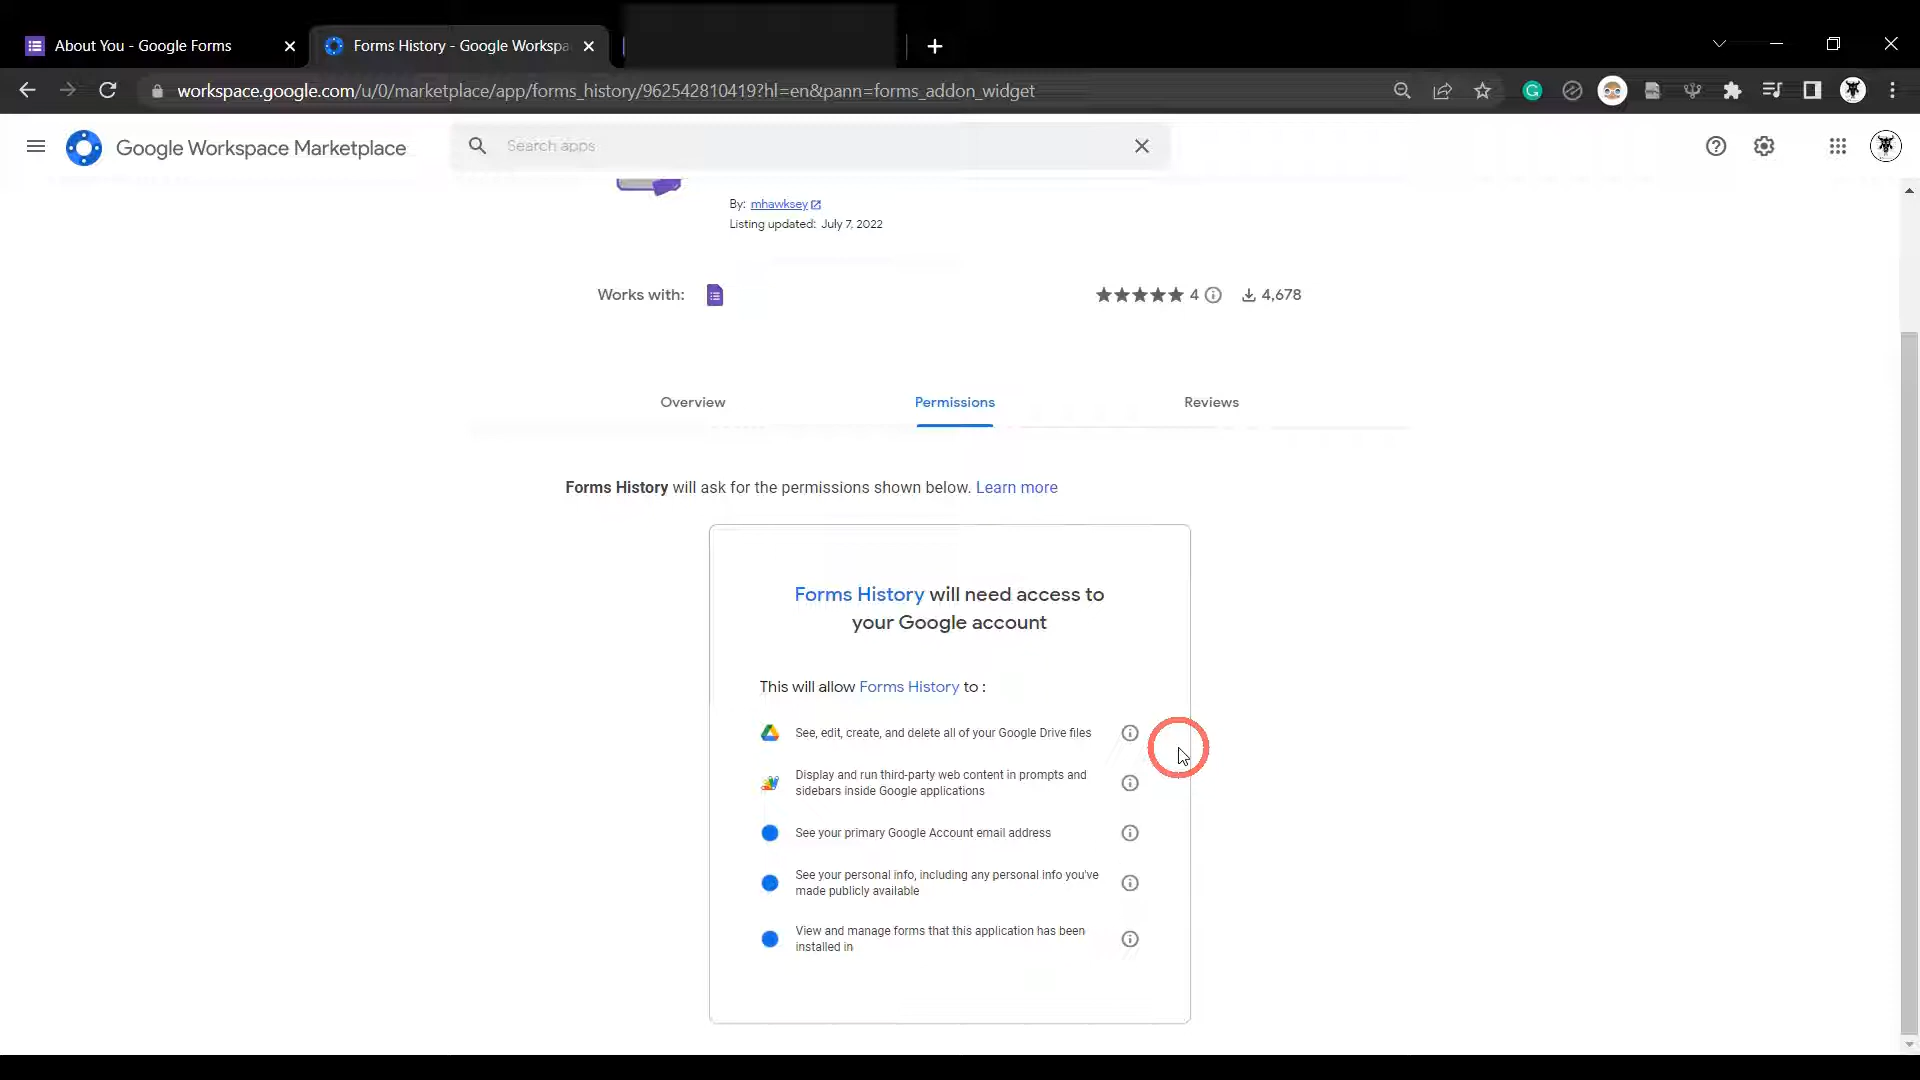 About You - Google Forms
Forms History - Google Workspa
workspace.google.com/u/0/marketplace/app/forms_history/962542810419?hl=en&pann=forms_addon_widget
Google Workspace Marketplace
Search apps
By: mhawksey
Listing updated: July 7, 2022
Works with:
4
4,678
Overview
Permissions
Reviews
Forms History will ask for the permissions shown below. Learn more
Forms History will need access to
your Google account
This will allow Forms History to :
See, edit, create, and delete all of your Google Drive files
Display and run third-party web content in prompts and
sidebars inside Google applications
See your primary Google Account email address
See your personal info, including any personal info you've
made publicly available
View and manage forms that this application has been
installed in